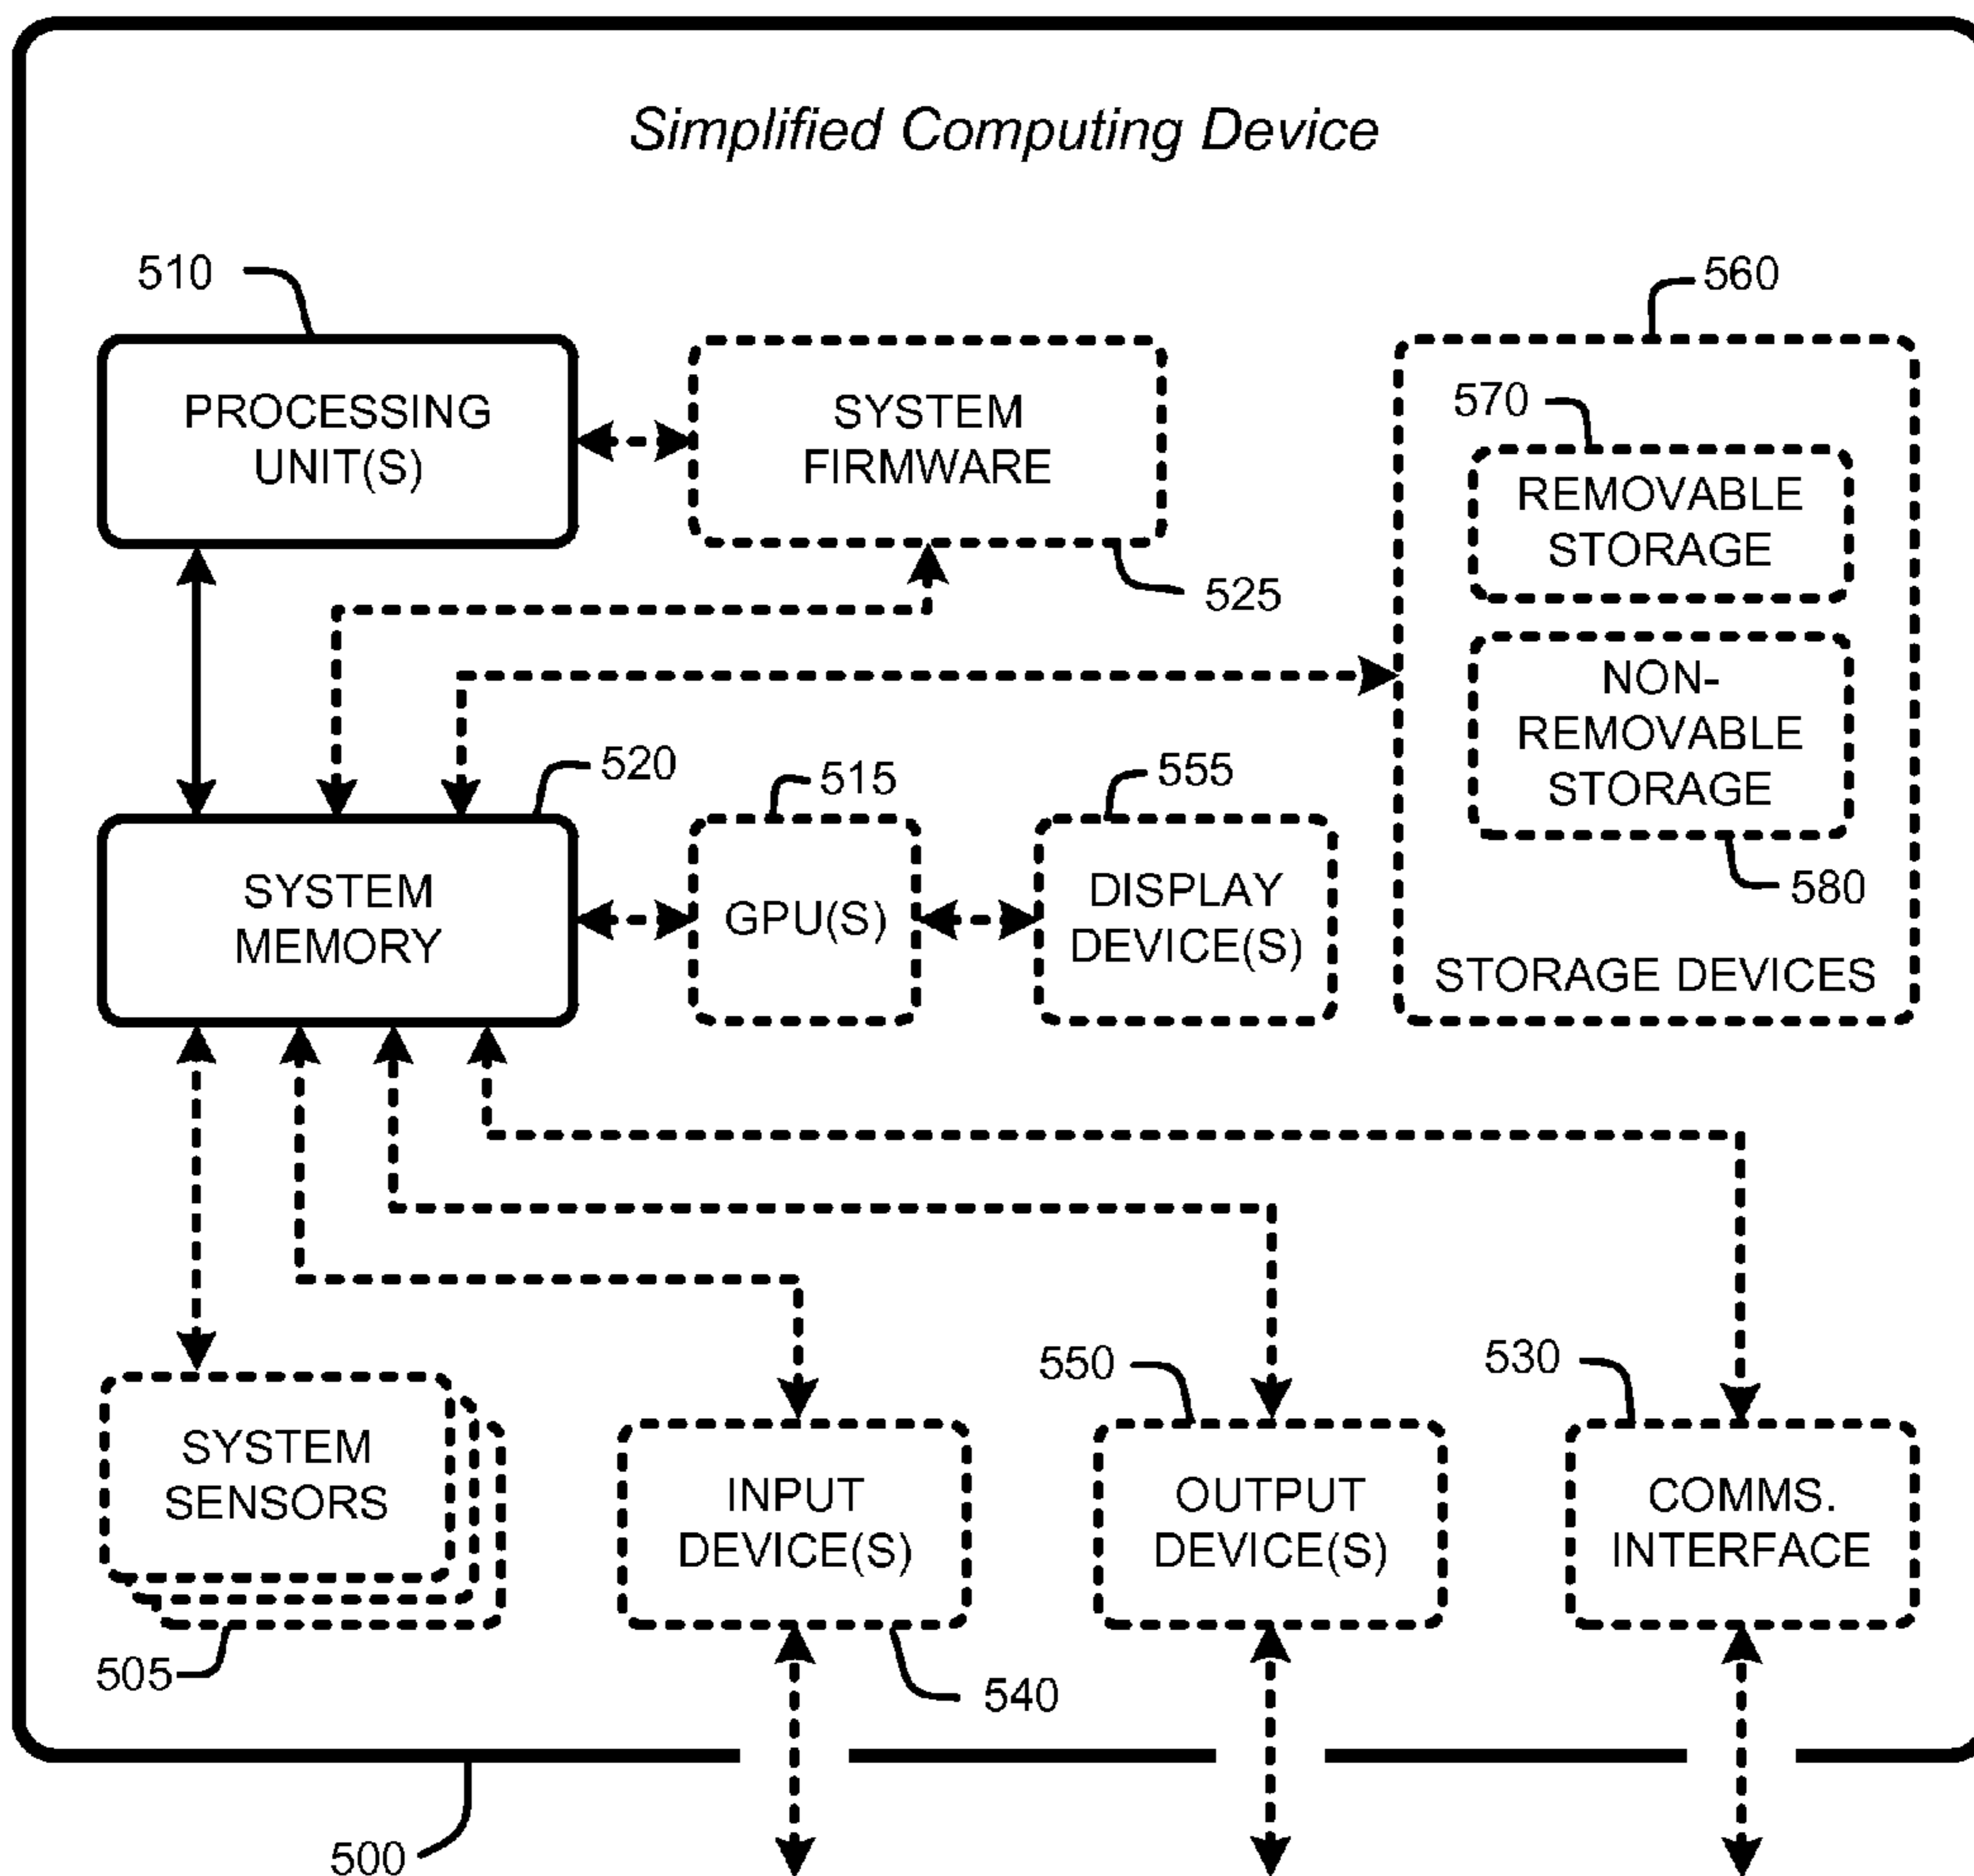 Simplified Computing Device
510
PROCESSING
UNIT(S)
SYSTEM
FIRMWARE
525
560
570
REMOVABLE
STORAGE
NON-
REMOVABLE
STORAGE
580
STORAGE DEVICES
520
SYSTEM
MEMORY
515
GPU(S)
555
DISPLAY
DEVICE(S)
SYSTEM
SENSORS
505
INPUT
DEVICE(S)
540
550
OUTPUT
DEVICE(S)
530
COMMS.
INTERFACE
500